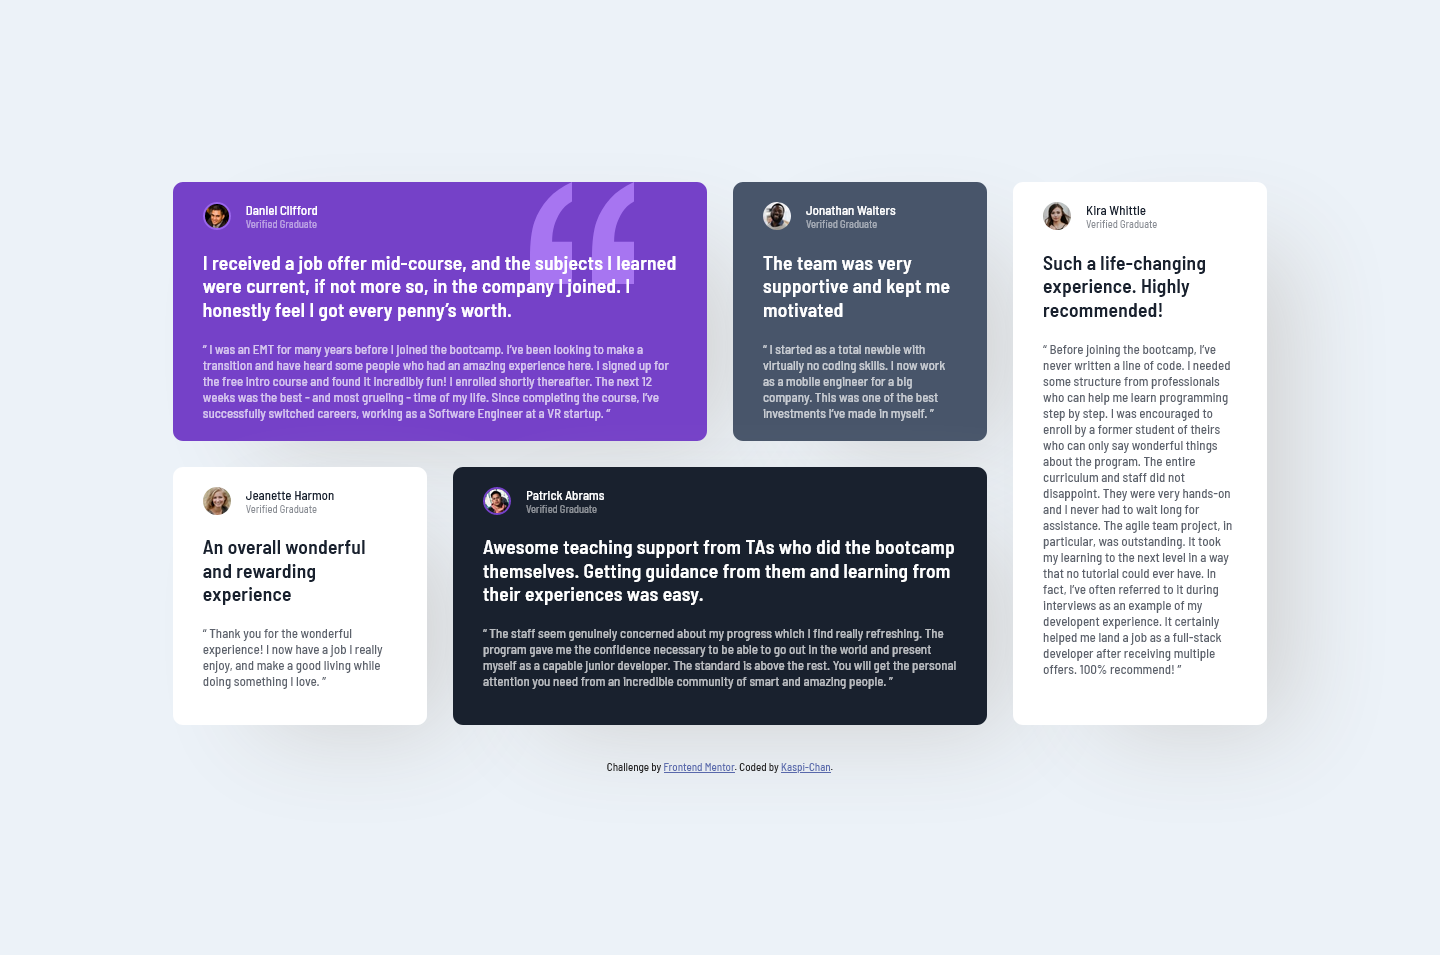 Daniel Clifford
Verified Graduate
I received a job offer mid-course, and the subjects I learned
were current, if not more so, in the company I joined. I
honestly feel I got every penny’s worth.
“ I was an EMT for many years before I joined the bootcamp. I’ve been looking to make a
transition and have heard some people who had an amazing experience here. I signed up for
the free intro course and found it incredibly fun! I enrolled shortly thereafter. The next 12
weeks was the best - and most grueling - time of my life. Since completing the course, I’ve
successfully switched careers, working as a Software Engineer at a VR startup. ”
Jonathan Walters
Verified Graduate
The team was very
supportive and kept me
motivated
“ I started as a total newbie with
virtually no coding skills. I now work
as a mobile engineer for a big
company. This was one of the best
investments I’ve made in myself. ”
Kira Whittle
Verified Graduate
Such a life-changing
experience. Highly
recommended!
“ Before joining the bootcamp, I’ve
never written a line of code. I needed
some structure from professionals
who can help me learn programming
step by step. I was encouraged to
enroll by a former student of theirs
who can only say wonderful things
about the program. The entire
curriculum and staff did not
disappoint. They were very hands-on
and I never had to wait long for
assistance. The agile team project, in
particular, was outstanding. It took
my learning to the next level in a way
that no tutorial could ever have. In
fact, I’ve often referred to it during
interviews as an example of my
developent experience. It certainly
helped me land a job as a full-stack
developer after receiving multiple
offers. 100% recommend! ”
Jeanette Harmon
Verified Graduate
An overall wonderful
and rewarding
experience
“ Thank you for the wonderful
experience! I now have a job I really
enjoy, and make a good living while
doing something I love. ”
Patrick Abrams
Verified Graduate
Awesome teaching support from TAs who did the bootcamp
themselves. Getting guidance from them and learning from
their experiences was easy.
“ The staff seem genuinely concerned about my progress which I find really refreshing. The
program gave me the confidence necessary to be able to go out in the world and present
myself as a capable junior developer. The standard is above the rest. You will get the personal
attention you need from an incredible community of smart and amazing people. ”
Challenge by Frontend Mentor. Coded by Kaspi-Chan.